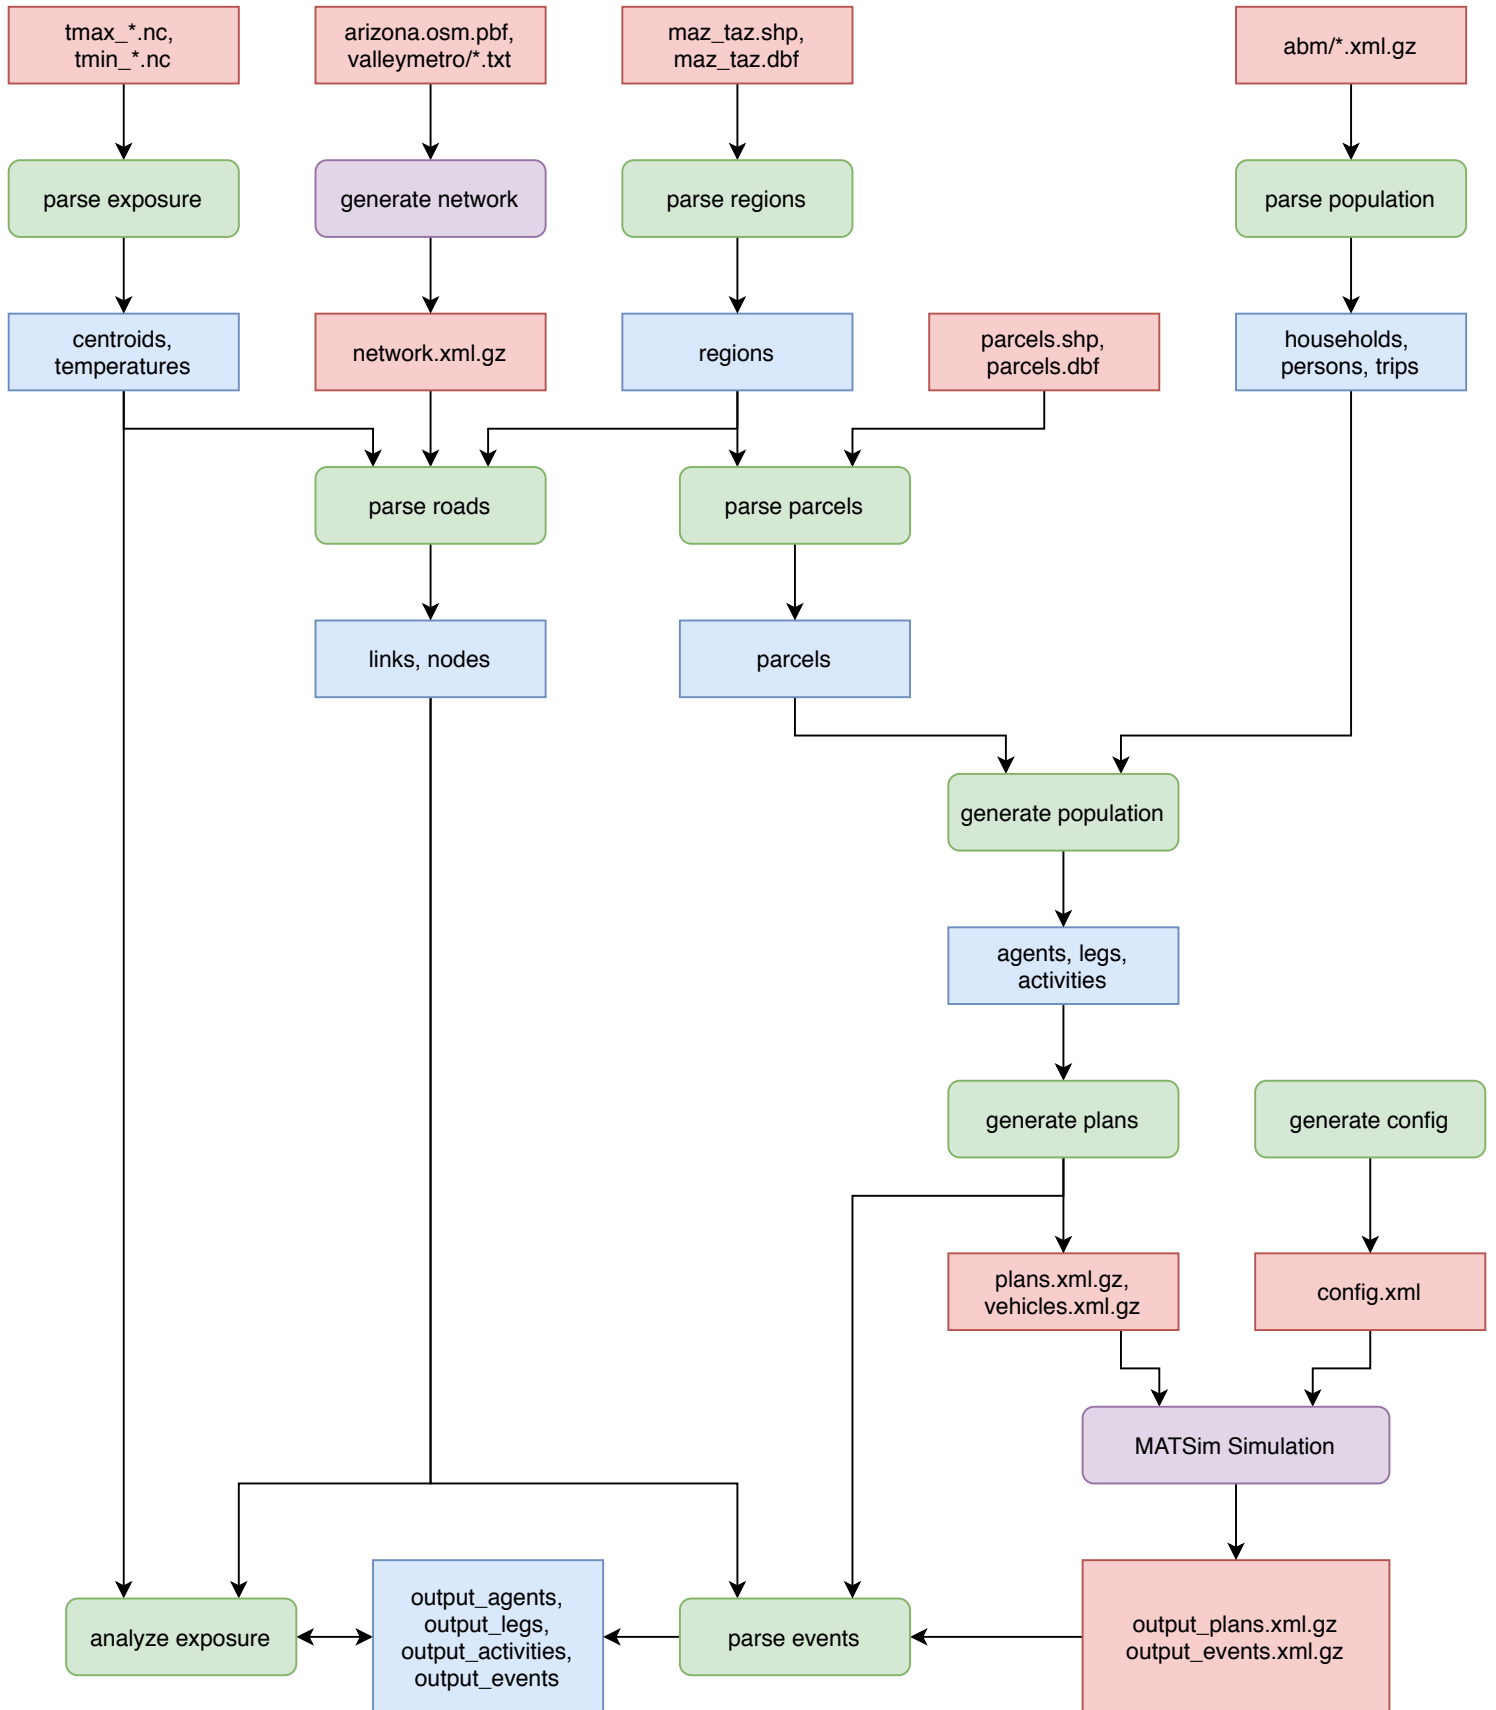 tmax_*.nc,
tmin_*.nc
arizona.osm.pbf,
valleymetro/*.txt
maz_taz.shp,
maz_taz.dbf
abm/*.xml.gz
parse exposure
generate network
parse regions
parse population
centroids,
temperatures
network.xml.gz
regions
parcels.shp,
parcels.dbf
households,
persons, trips
parse roads
parse parcels
links, nodes
parcels
generate population
agents, legs,
activities
generate plans
generate config
plans.xml.gz,
vehicles.xml.gz
config.xml
MATSim Simulation
analyze exposure
output_agents,
output_legs,
output_activities,
output_events
parse events
output_plans.xml.gz
output_events.xml.gz